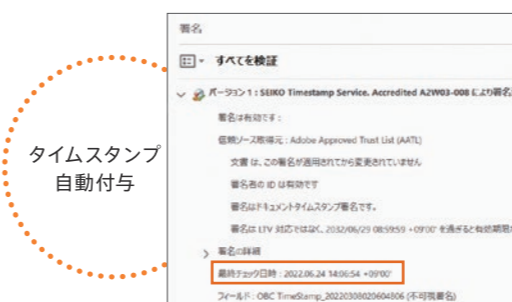 署名
すべてを検証
バージョン 1 : SEIKO Timestamp Service. Accredited A2W03-008 により署名
署名は有効です :
信頼ソース取得元 : Adobe Approved Trust List (AATL)
文書 は、この署名が適用されてから変更されていません
署名者の ID は有効です
署名はドキュメントタイムスタンプ署名です。
署名は LTV 対応ではなく、2032/06/29 08:59:59 +09'00' を過ぎると有効期限
署名の詳細
最終チェック日時 : 2022.06.24 14:06:54 +09'00'
フィールド : OBC TimeStamp_20220308020604806 (不可視署名)
タイムスタンプ
自動付与